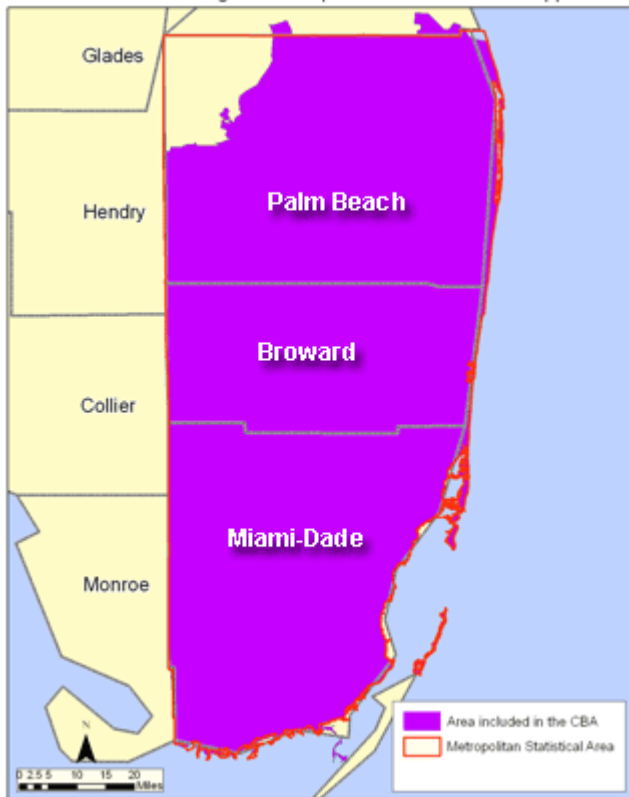 Glades
Hendry
Palm Beach
Broward
Collier
Miami-Dade
Monroe
N
0 2.5 5 10 15 20
Miles
Area included in the CBA
Metropolitan Statistical Area